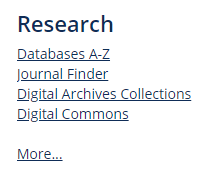 Research
Databases A-Z
Journal Finder
Digital Archives Collections
Digital Commons
More...